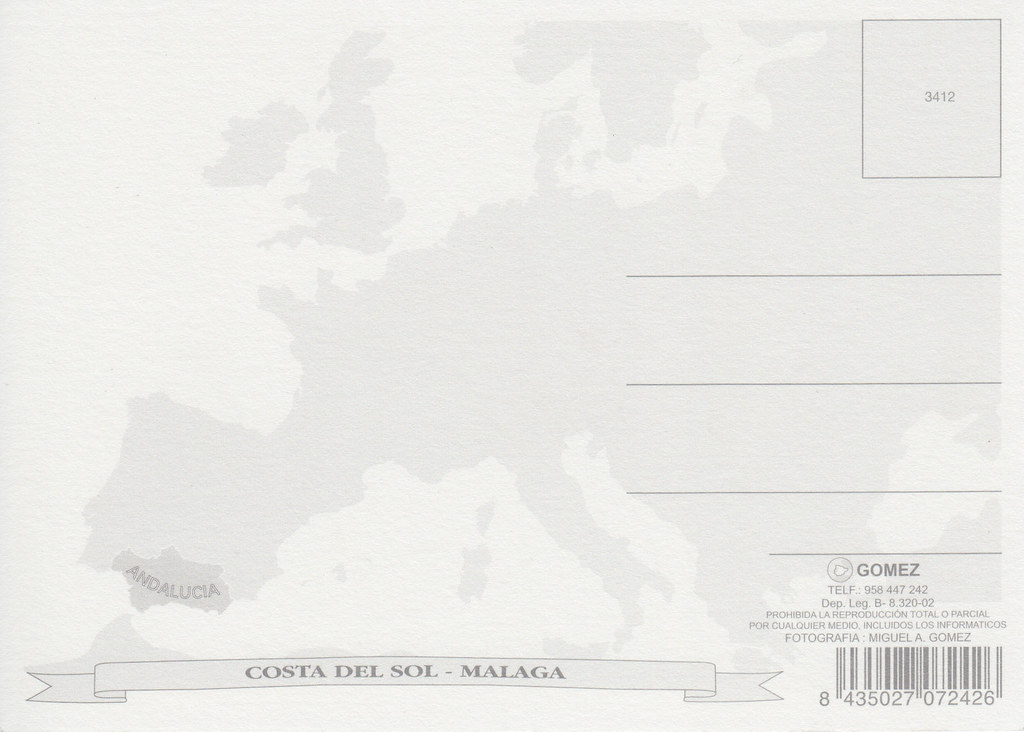 3412
ANDALUCIA
GOMEZ
TELF.: 958 447 242
Dep. Leg. B- 8.320-02
PROHIBIDA LA REPRODUCCIÓN TOTAL O PARCIAL
POR CUALQUIER MEDIO, INCLUIDOS LOS INFORMATICOS
FOTOGRAFIA : MIGUEL A. GOMEZ
COSTA DEL SOL - MALAGA
8 435027 072426